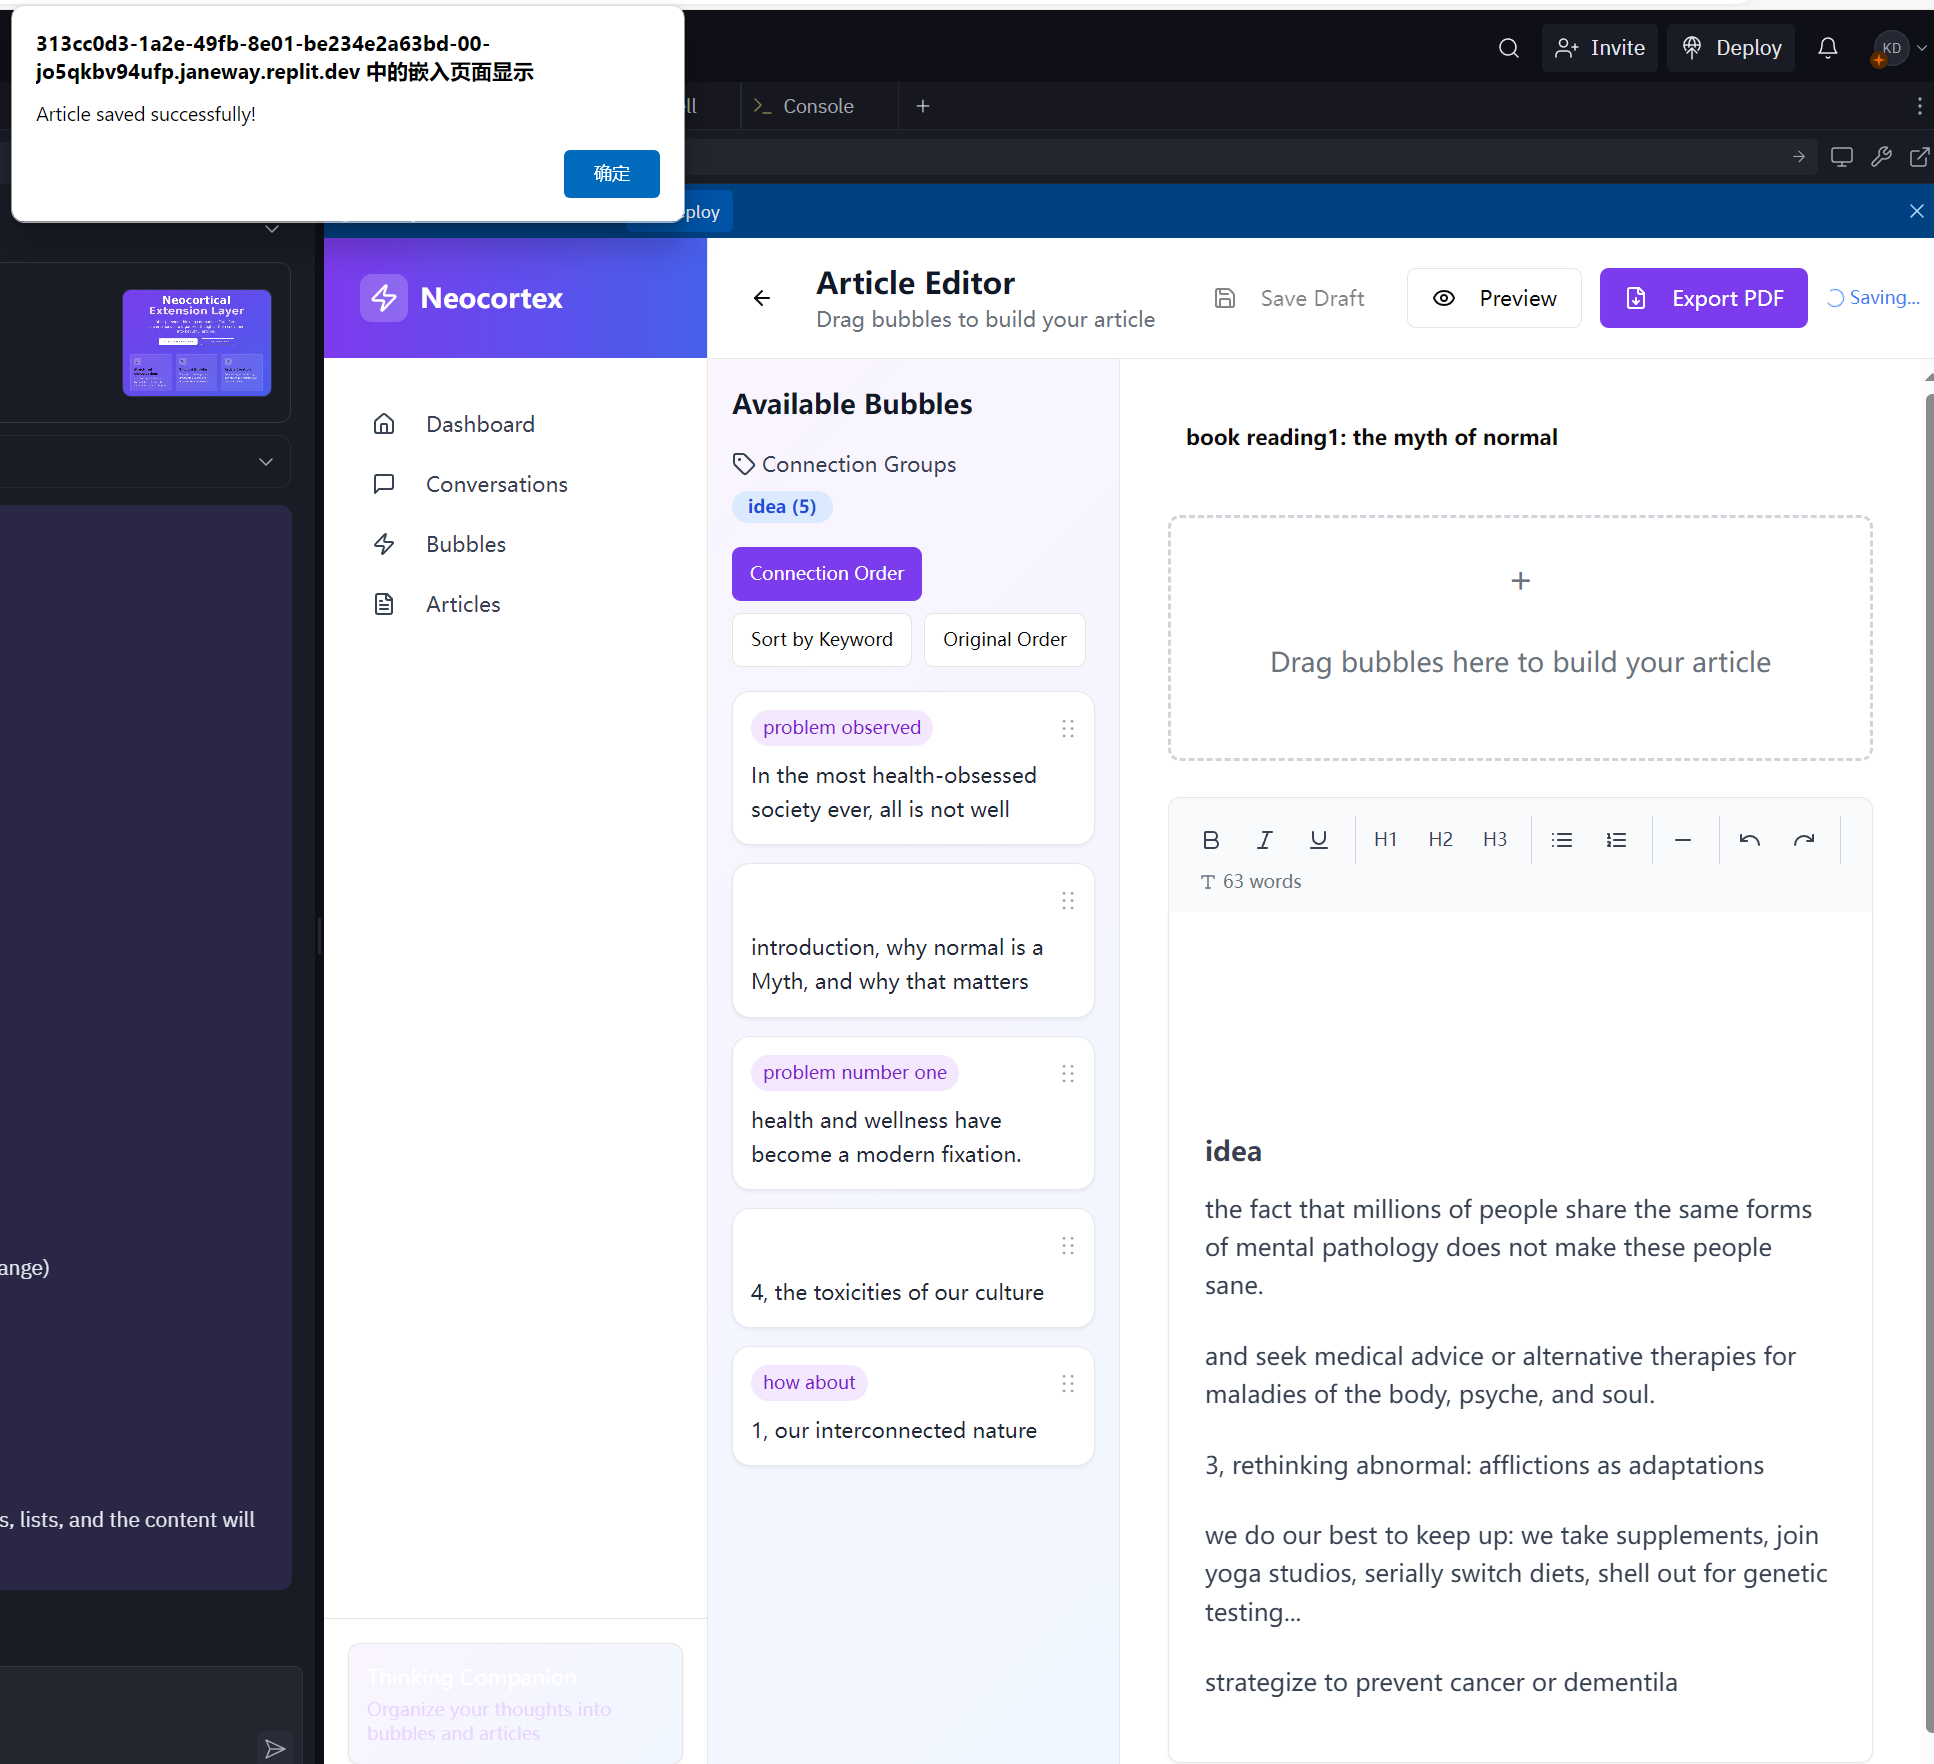 313cc0d3-1a2e-49fb-8e01-be234e2a63bd-00-
jo5qkbv94ufp.janeway.replit.dev 中的嵌入页面显示
Article saved successfully!
确定
Invite
Deploy
KD
ll
Console
ploy
Neocortical
Extension Layer
ange)
s, lists, and the content will
Neocortex
Dashboard
Conversations
Bubbles
Articles
Thinking Companion
Organize your thoughts into
bubbles and articles
Article Editor
Drag bubbles to build your article
Save Draft
Preview
Export PDF
Saving...
Available Bubbles
Connection Groups
idea (5)
Connection Order
Sort by Keyword
Original Order
problem observed
In the most health-obsessed
society ever, all is not well
introduction, why normal is a
Myth, and why that matters
problem number one
health and wellness have
become a modern fixation.
4, the toxicities of our culture
how about
1, our interconnected nature
book reading1: the myth of normal
Drag bubbles here to build your article
B I U H1 H2 H3
63 words
idea
the fact that millions of people share the same forms
of mental pathology does not make these people
sane.
and seek medical advice or alternative therapies for
maladies of the body, psyche, and soul.
3, rethinking abnormal: afflictions as adaptations
we do our best to keep up: we take supplements, join
yoga studios, serially switch diets, shell out for genetic
testing...
strategize to prevent cancer or dementila